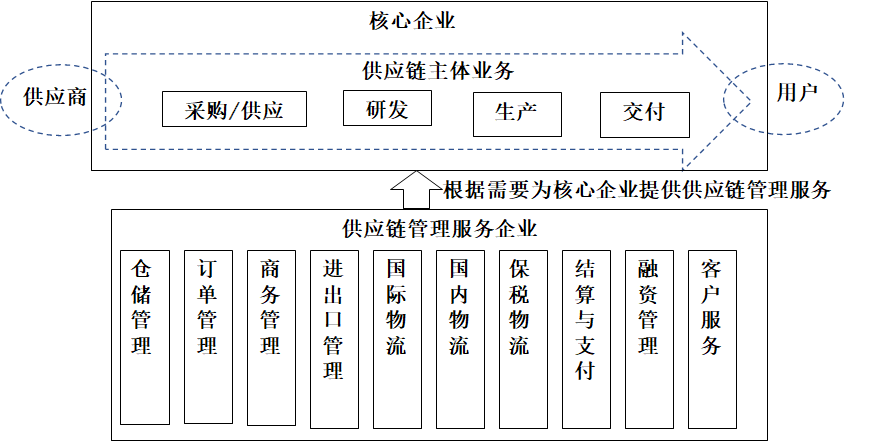 核心企业
供应链主体业务
供应商
采购/供应
研发
生产
交付
用户
根据需要为核心企业提供供应链管理服务
供应链管理服务企业
仓储管理
订单管理
商务管理
进出口管理
国际物流
国内物流
保税物流
结算与支付
融资管理
客户服务